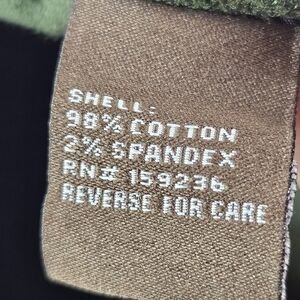 SHELL:
98% COTTON
2% SPANDEX
RN# 159236
REVERSE FOR CARE